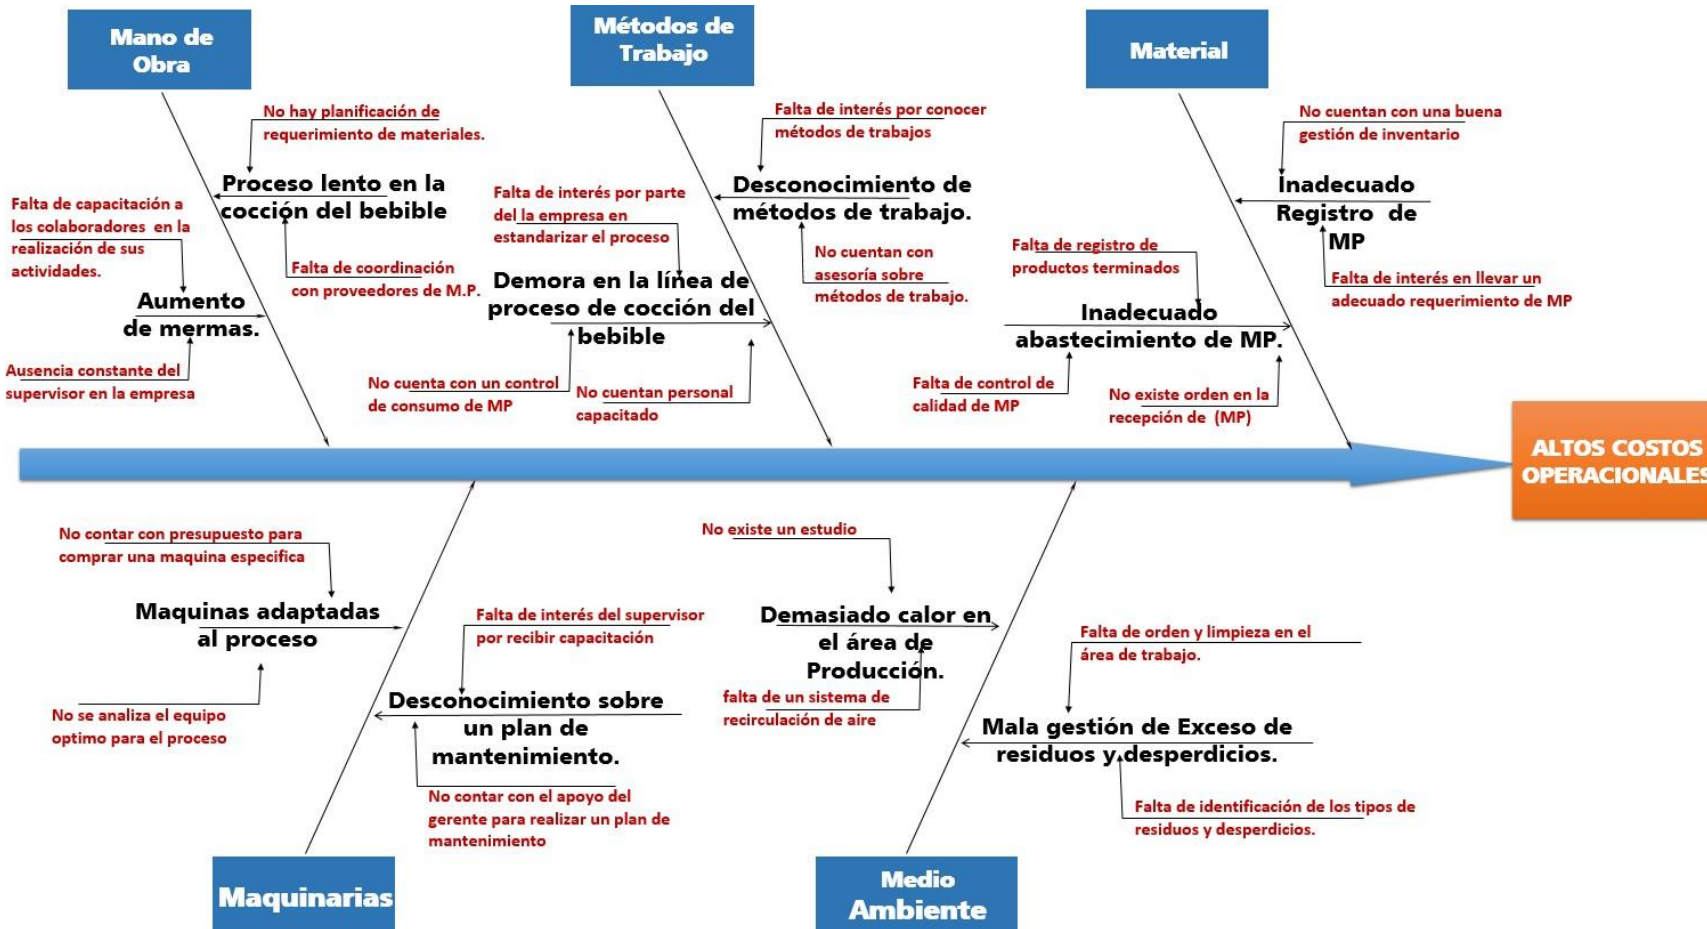 Mano de
Obra
Métodos de
Trabajo
Material
No hay planificación de
requerimiento de materiales.
Proceso lento en la
cocción del bebible
Falta de coordinación
con proveedores de M.P.
Falta de capacitación a
los colaboradores en la
realización de sus
actividades.
Aumento
de mermas.
Ausencia constante del
supervisor en la empresa
Falta de interés por conocer
métodos de trabajos
Desconocimiento de
métodos de trabajo.
No cuentan con
asesoría sobre
métodos de trabajo.
Falta de interés por parte
del la empresa en
estandarizar el proceso
Demora en la línea de
proceso de cocción del
bebible
No cuenta con un control
de consumo de MP
No cuentan personal
capacitado
No cuentan con una buena
gestión de inventario
Inadecuado
Registro de
MP
Falta de interés en llevar un
adecuado requerimiento de MP
Falta de registro de
productos terminados
Inadecuado
abastecimiento de MP.
Falta de control de
calidad de MP
No existe orden en la
recepción de (MP)
ALTOS COSTOS
OPERACIONALES
No contar con presupuesto para
comprar una maquina especifica
Maquinas adaptadas
al proceso
No se analiza el equipo
optimo para el proceso
Falta de interés del supervisor
por recibir capacitación
Desconocimiento sobre
un plan de
mantenimiento.
No contar con el apoyo del
gerente para realizar un plan de
mantenimiento
No existe un estudio
Demasiado calor en
el área de
Producción.
falta de un sistema de
recirculación de aire
Falta de orden y limpieza en el
área de trabajo.
Mala gestión de Exceso de
residuos y desperdicios.
Falta de identificación de los tipos de
residuos y desperdicios.
Maquinarias
Medio
Ambiente